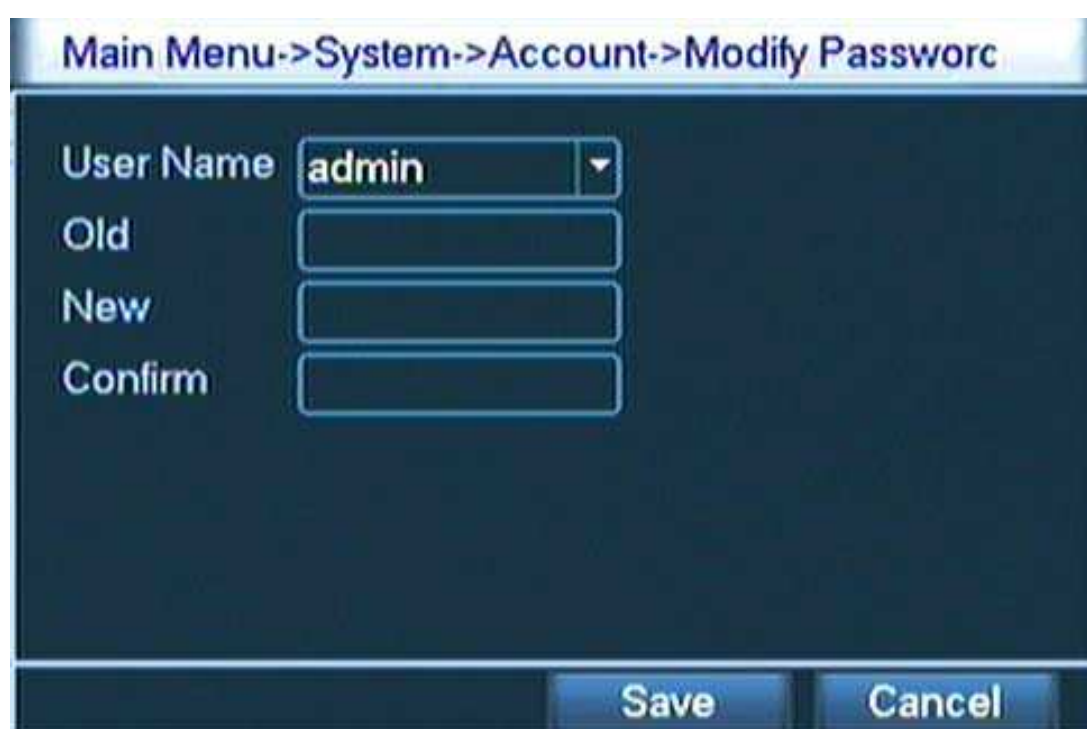 Main Menu->System->Account->Modify Passworc
User Name admin
Old
New
Confirm
Save Cancel